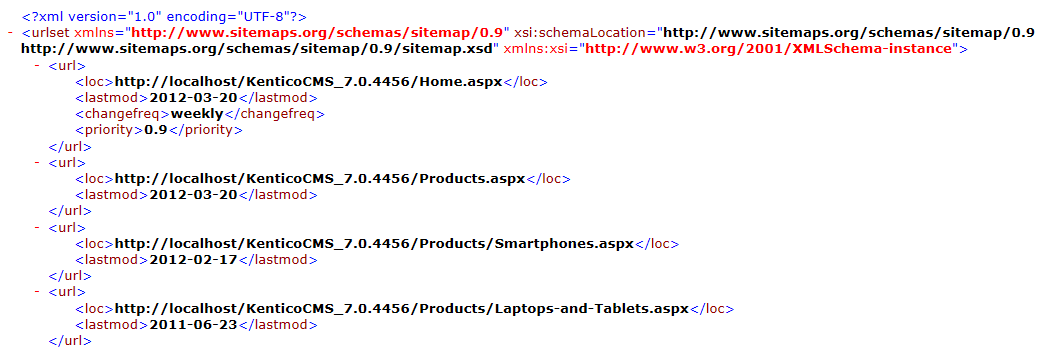 <?xml version="1.0" encoding="UTF-8"?>
- <urlset xmlns="http://www.sitemaps.org/schemas/sitemap/0.9" xsi:schemaLocation="http://www.sitemaps.org/schemas/sitemap/0.9
http://www.sitemaps.org/schemas/sitemap/0.9/sitemap.xsd" xmlns:xsi="http://www.w3.org/2001/XMLSchema-instance">
- <url>
<loc>http://localhost/KenticoCMS_7.0.4456/Home.aspx</loc>
<lastmod>2012-03-20</lastmod>
<changefreq>weekly</changefreq>
<priority>0.9</priority>
</url>
- <url>
<loc>http://localhost/KenticoCMS_7.0.4456/Products.aspx</loc>
<lastmod>2012-03-20</lastmod>
</url>
- <url>
<loc>http://localhost/KenticoCMS_7.0.4456/Products/Smartphones.aspx</loc>
<lastmod>2012-02-17</lastmod>
</url>
- <url>
<loc>http://localhost/KenticoCMS_7.0.4456/Products/Laptops-and-Tablets.aspx</loc>
<lastmod>2011-06-23</lastmod>
</url>